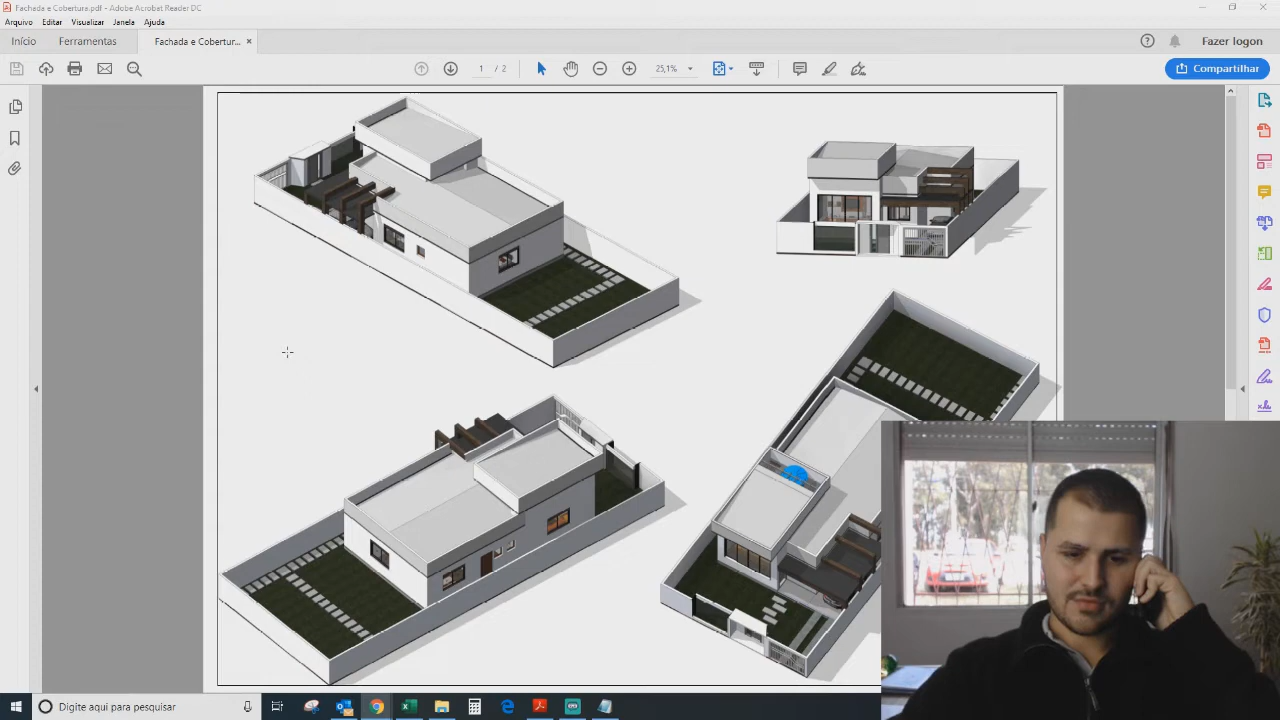 Fachada e Cobertura.pdf - Adobe Acrobat Reader DC
Arquivo Editar Visualizar Janela Ajuda
Início Ferramentas Fachada e Cobertur... × Fazer logon
1 / 2 25,1% Compartilhar
Digite aqui para pesquisar